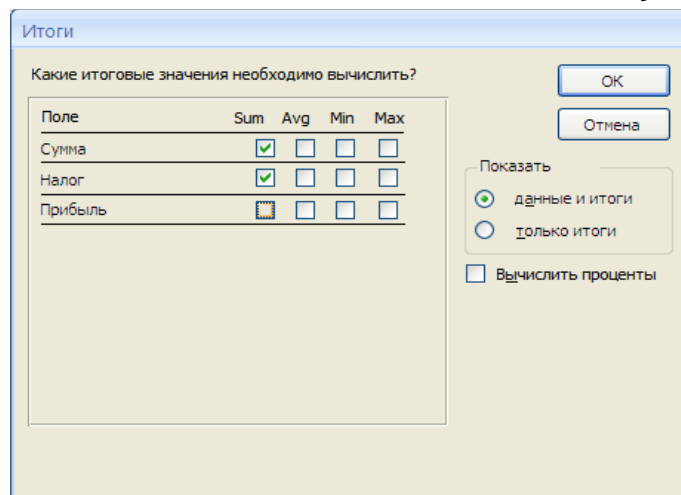 Итоги
Какие итоговые значения необходимо вычислить?
Поле Sum Avg Min Max
Сумма
Налог
Прибыль
OK
Отмена
Показать
данные и итоги
только итоги
Вычислить проценты